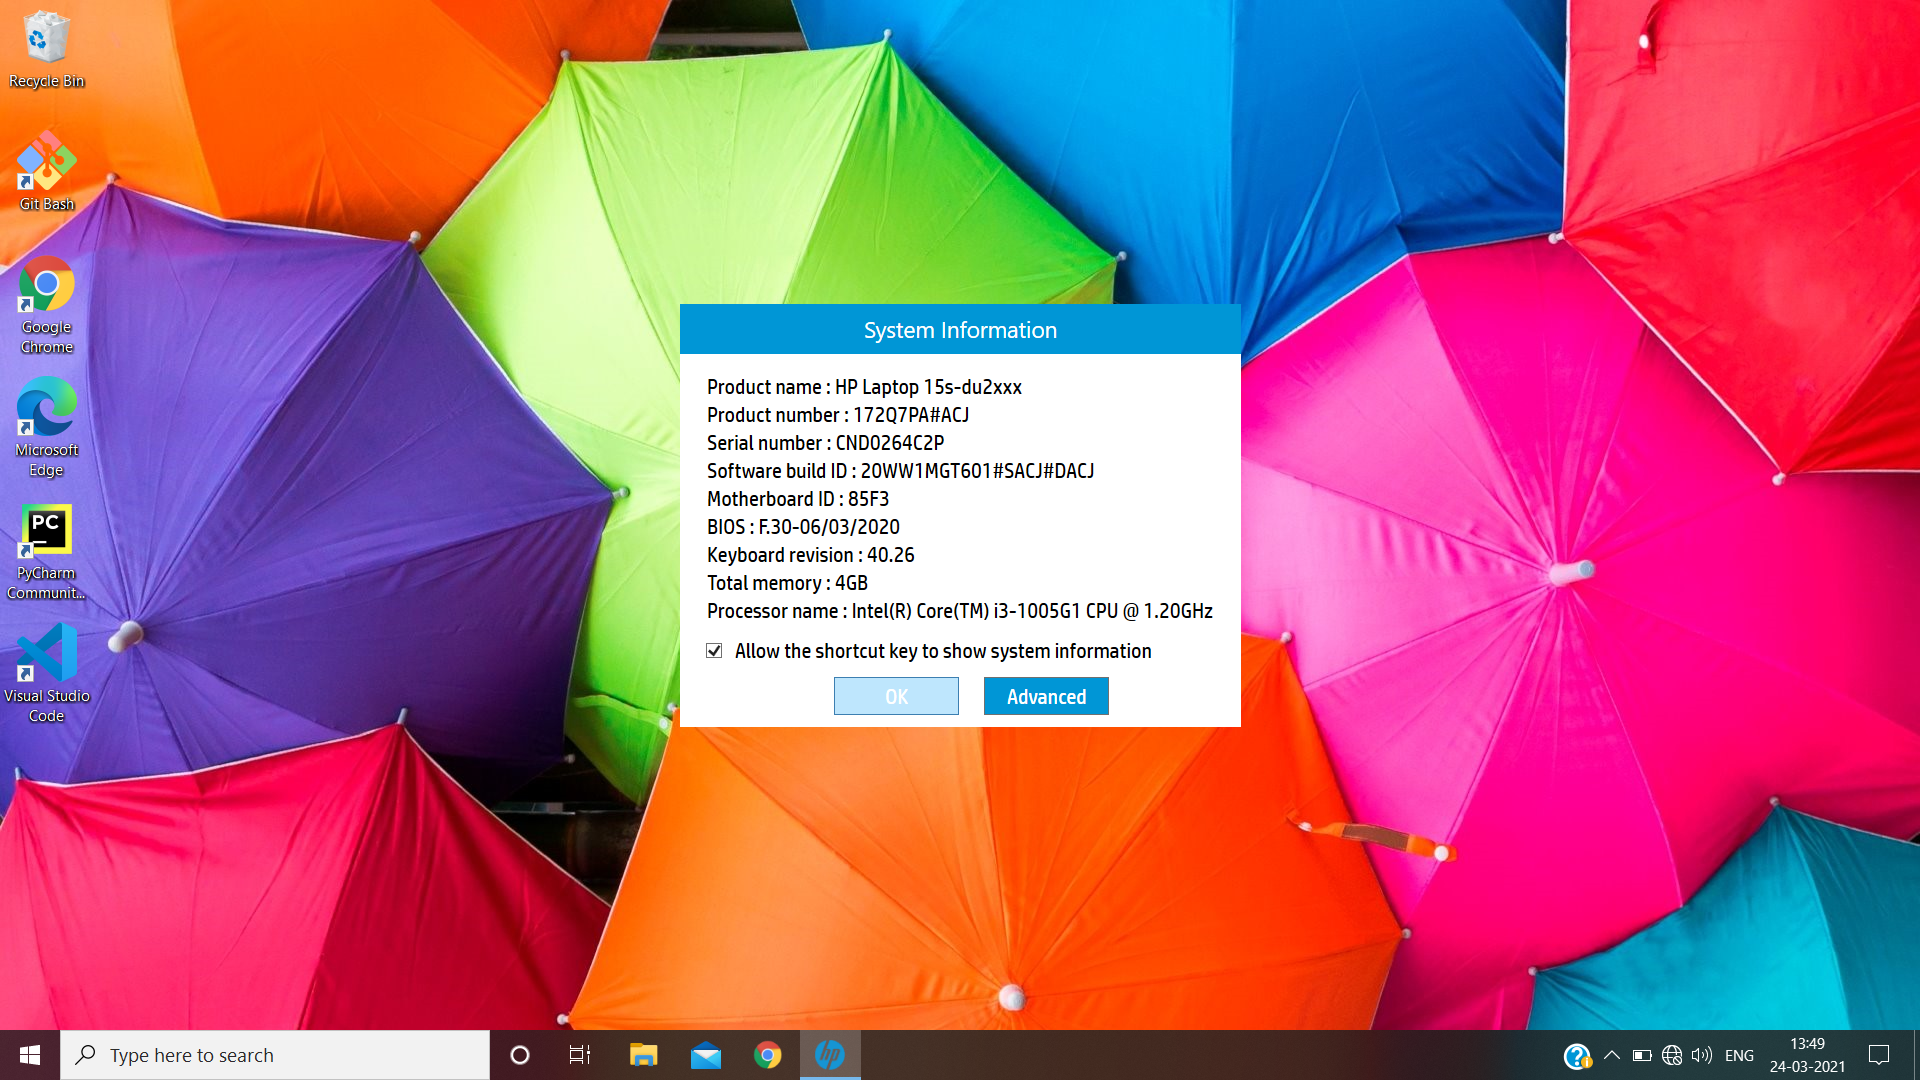 Recycle Bin
Git Bash
Google
Chrome
Microsoft
Edge
PC
PyCharm
Communit...
Visual Studio
Code
System Information
Product name : HP Laptop 15s-du2xxx
Product number : 172Q7PA#ACJ
Serial number : CND0264C2P
Software build ID : 20WW1MGT601#SACJ#DACJ
Motherboard ID : 85F3
BIOS : F.30-06/03/2020
Keyboard revision : 40.26
Total memory : 4GB
Processor name : Intel(R) Core(TM) i3-1005G1 CPU @ 1.20GHz
Allow the shortcut key to show system information
OK Advanced
Type here to search
hp
ENG
13:49
24-03-2021